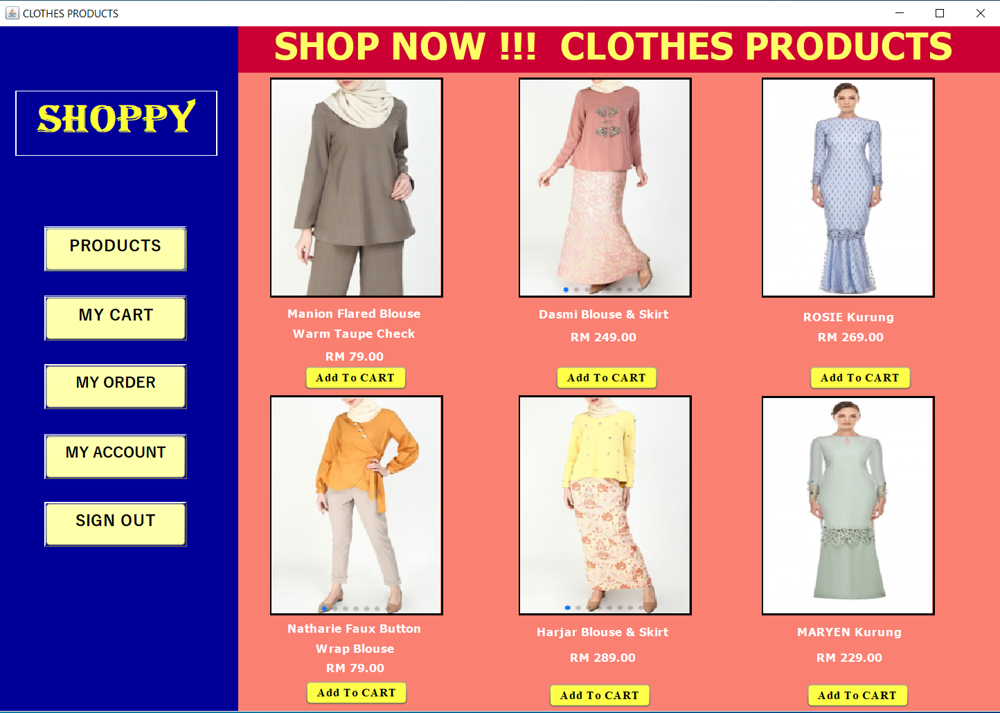 CLOTHES PRODUCTS
SHOP NOW !!!  CLOTHES PRODUCTS
SHOPPY
PRODUCTS
MY CART
MY ORDER
MY ACCOUNT
SIGN OUT
Manion Flared Blouse
Warm Taupe Check
RM 79.00
Add To CART
Dasmi Blouse & Skirt
RM 249.00
Add To CART
ROSIE Kurung
RM 269.00
Add To CART
Natharie Faux Button
Wrap Blouse
RM 79.00
Add To CART
Harjar Blouse & Skirt
RM 289.00
Add To CART
MARYEN Kurung
RM 229.00
Add To CART